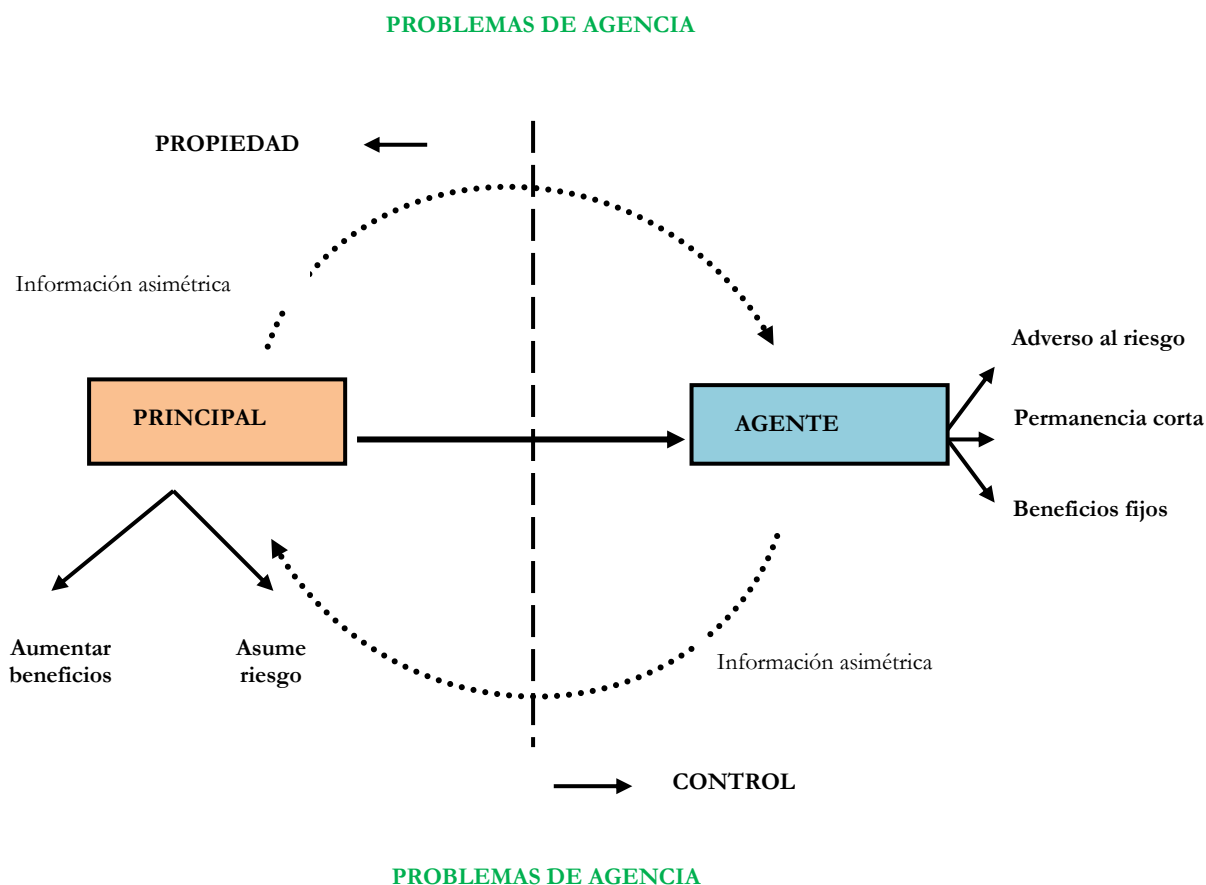 PROBLEMAS DE AGENCIA
PROPIEDAD
Información asimétrica
PRINCIPAL
AGENTE
Adverso al riesgo
Permanencia corta
Beneficios fijos
Aumentar
beneficios
Asume
riesgo
Información asimétrica
CONTROL
PROBLEMAS DE AGENCIA